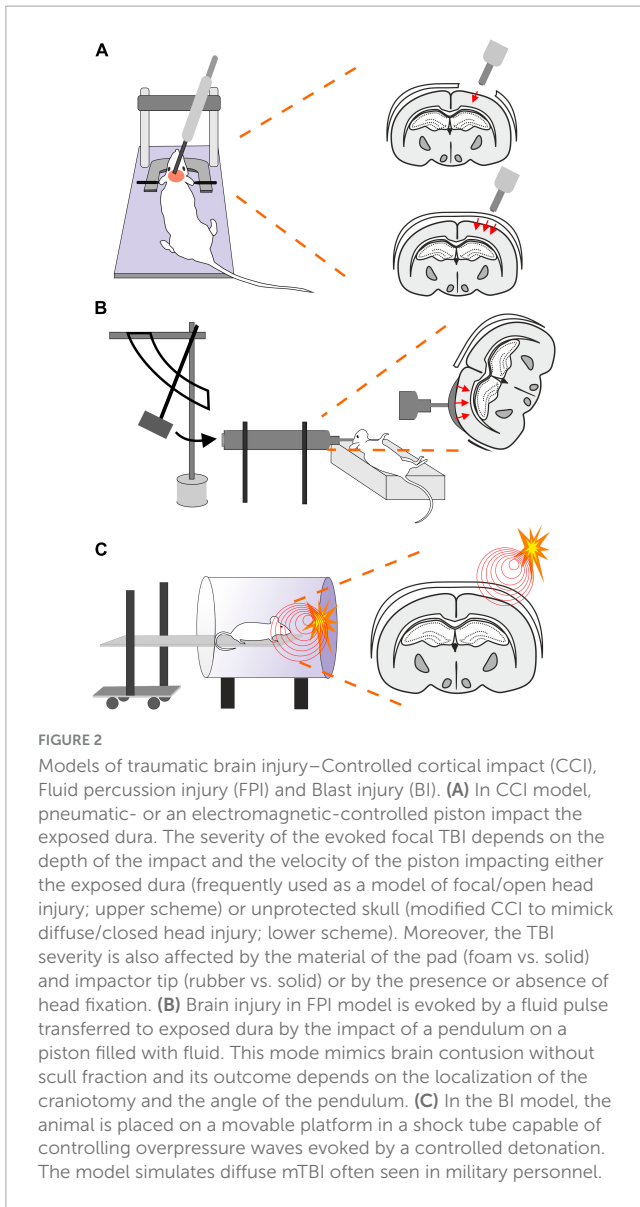 A
B
C
FIGURE 2
Models of traumatic brain injury–Controlled cortical impact (CCI),
Fluid percussion injury (FPI) and Blast injury (BI). (A) In CCI model,
pneumatic- or an electromagnetic-controlled piston impact the
exposed dura. The severity of the evoked focal TBI depends on the
depth of the impact and the velocity of the piston impacting either
the exposed dura (frequently used as a model of focal/open head
injury; upper scheme) or unprotected skull (modified CCI to mimick
diffuse/closed head injury; lower scheme). Moreover, the TBI
severity is also affected by the material of the pad (foam vs. solid)
and impactor tip (rubber vs. solid) or by the presence or absence of
head fixation. (B) Brain injury in FPI model is evoked by a fluid pulse
transferred to exposed dura by the impact of a pendulum on a
piston filled with fluid. This mode mimics brain contusion without
scull fraction and its outcome depends on the localization of the
craniotomy and the angle of the pendulum. (C) In the BI model, the
animal is placed on a movable platform in a shock tube capable of
controlling overpressure waves evoked by a controlled detonation.
The model simulates diffuse mTBI often seen in military personnel.